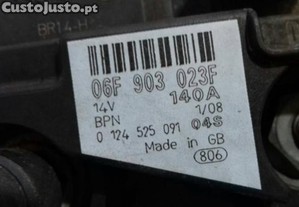 CustoJusto.pt
BR14-H
06F 903 023F
14V 140A
BPN 1/08
0 124 525 091 04S
Made in GB
806